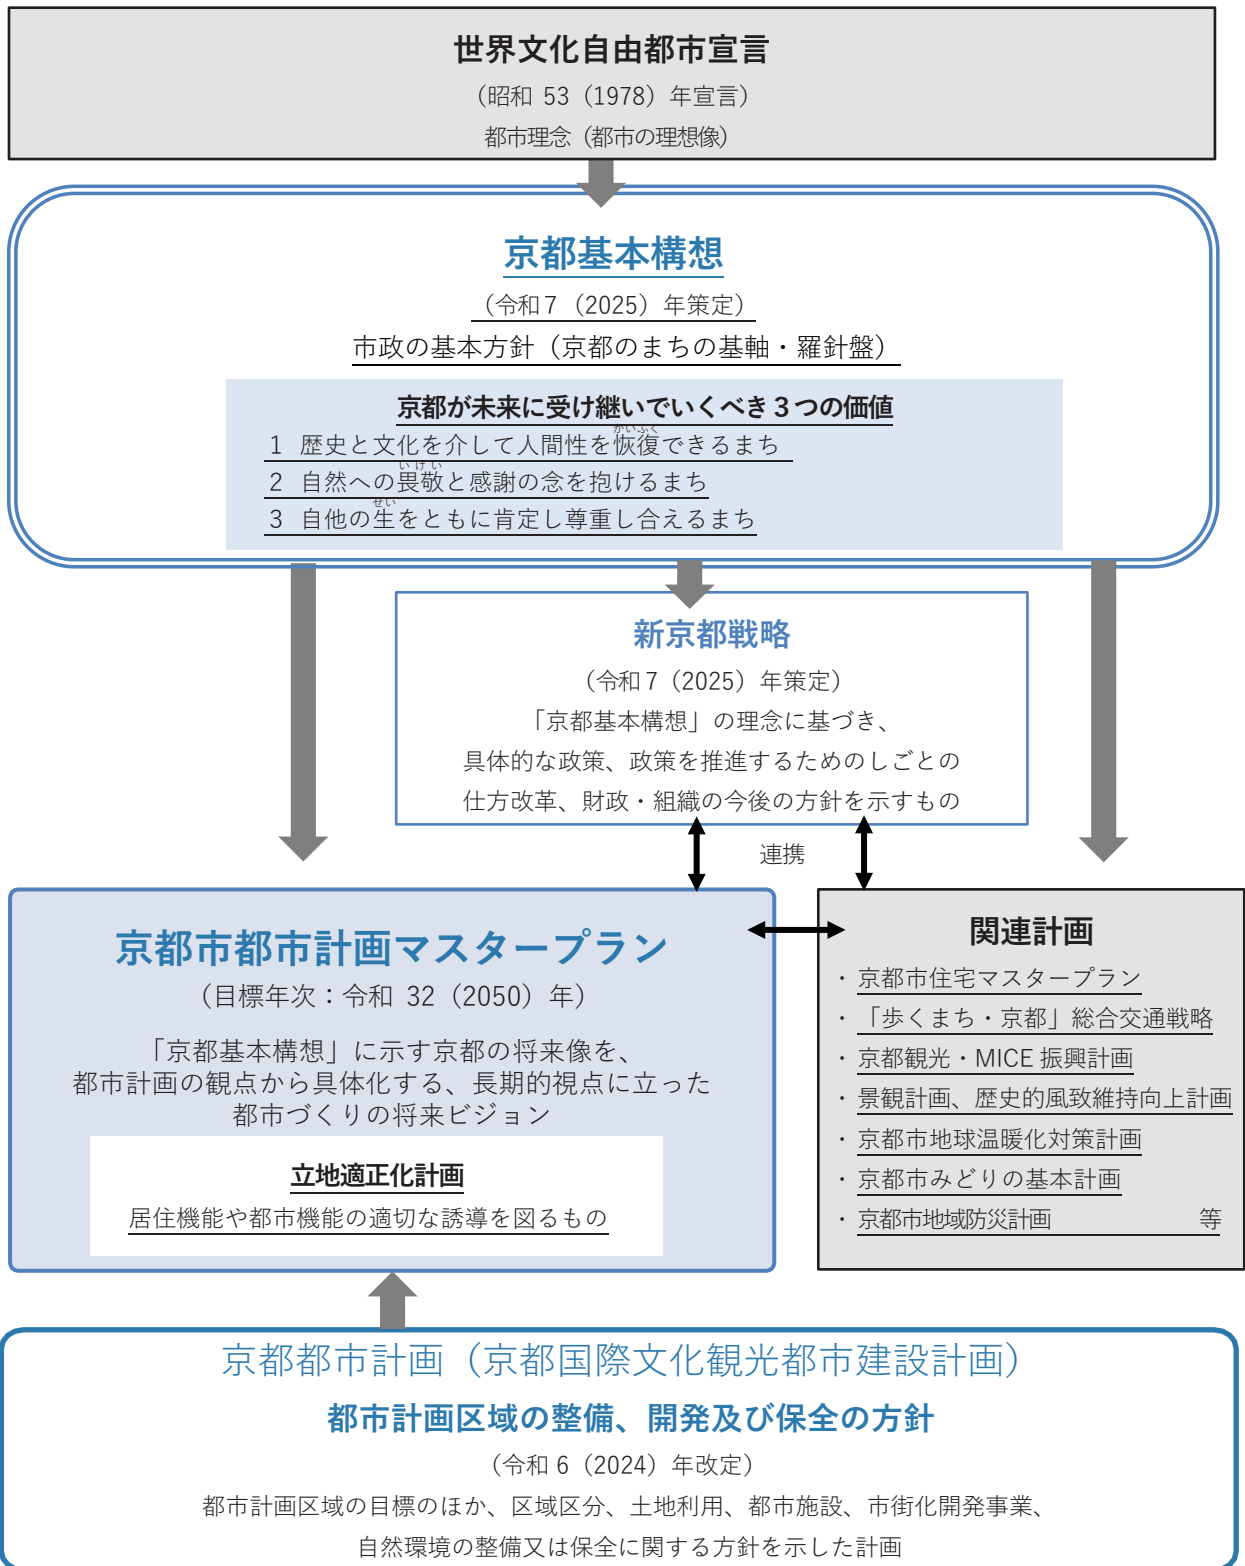 世界文化自由都市宣言
（昭和 53（1978）年宣言）
都市理念（都市の理想像）
京都基本構想
（令和７（2025）年策定）
市政の基本方針（京都のまちの基軸・羅針盤）
京都が未来に受け継いでいくべき３つの価値
かいふく
1 歴史と文化を介して人間性を恢復できるまち
いけい
2 自然への畏敬と感謝の念を抱けるまち
せい
3 自他の生をともに肯定し尊重し合えるまち
新京都戦略
（令和７（2025）年策定）
「京都基本構想」の理念に基づき、
具体的な政策、政策を推進するためのしごとの
仕方改革、財政・組織の今後の方針を示すもの
連携
京都市都市計画マスタープラン
（目標年次：令和 32（2050）年）
「京都基本構想」に示す京都の将来像を、
都市計画の観点から具体化する、長期的視点に立った
都市づくりの将来ビジョン
立地適正化計画
居住機能や都市機能の適切な誘導を図るもの
関連計画
・京都市住宅マスタープラン
・「歩くまち・京都」総合交通戦略
・京都観光・MICE 振興計画
・景観計画、歴史的風致維持向上計画
・京都市地球温暖化対策計画
・京都市みどりの基本計画
・京都市地域防災計画 等
京都都市計画（京都国際文化観光都市建設計画）
都市計画区域の整備、開発及び保全の方針
（令和 6（2024）年改定）
都市計画区域の目標のほか、区域区分、土地利用、都市施設、市街化開発事業、
自然環境の整備又は保全に関する方針を示した計画